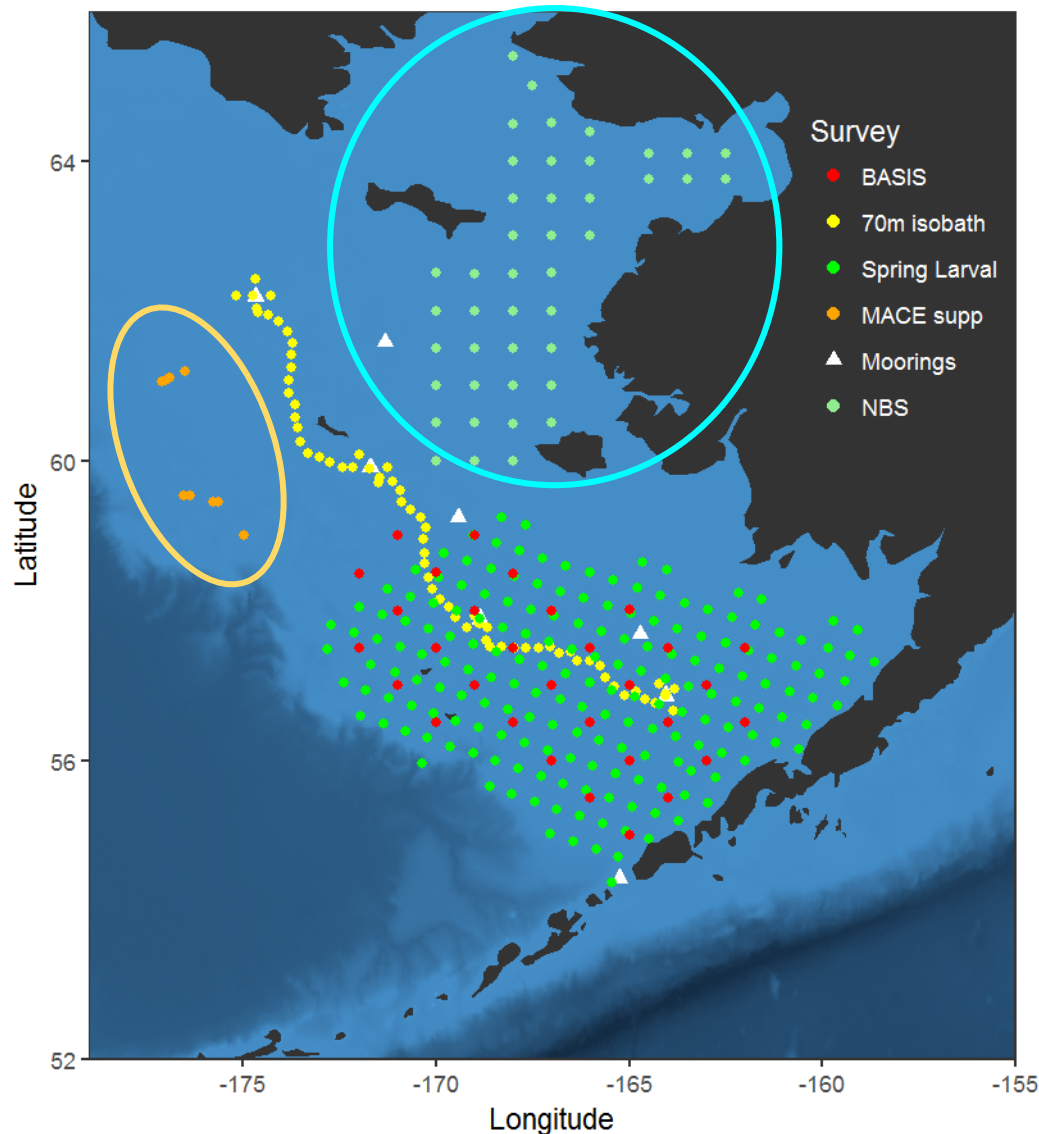 Survey
BASIS
70m isobath
Spring Larval
MACE supp
Moorings
NBS
64
60
56
52
Latitude
-175
-170
-165
-160
-155
Longitude